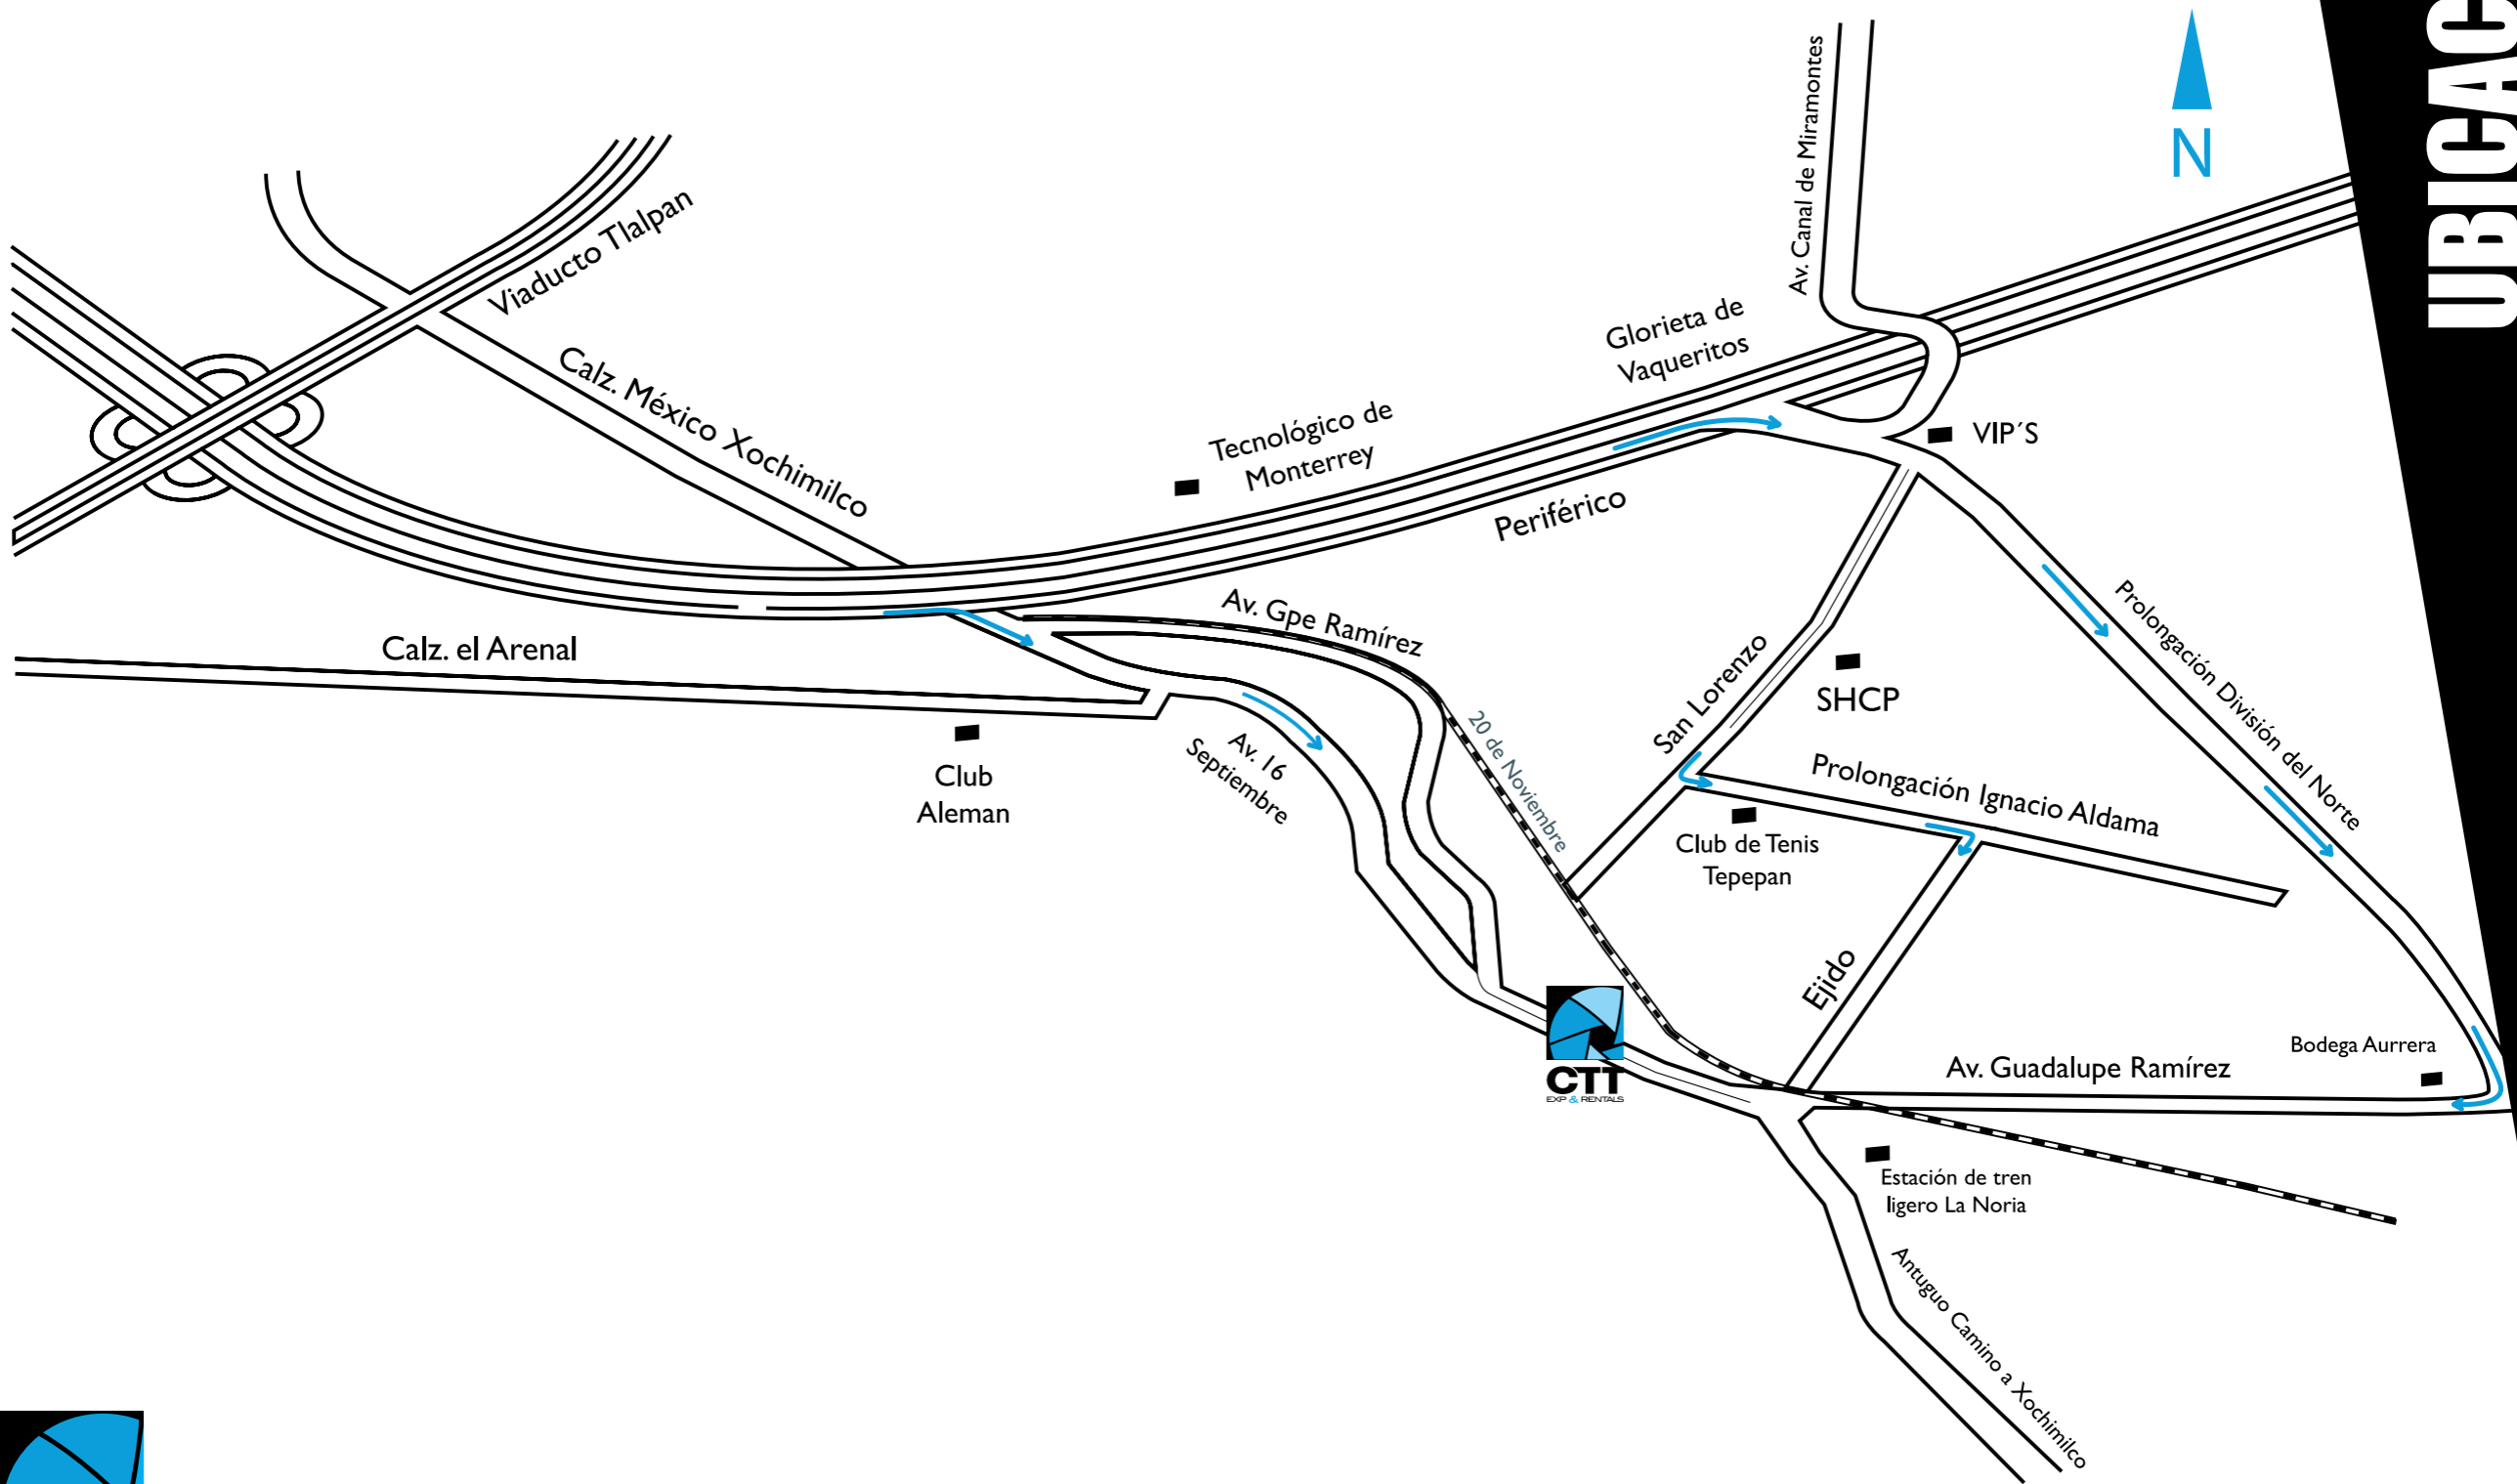 UBICAC
N
Av. Canal de Miramontes
Viaducto Tlalpan
Calz. México Xochimilco
Glorieta de
Vaqueritos
Tecnológico de
Monterrey
VIP´S
Periférico
Av. Gpe Ramírez
Calz. el Arenal
Prolongación División del Norte
San Lorenzo
SHCP
20 de Noviembre
Av. 16
Septiembre
Club
Aleman
Prolongación Ignacio Aldama
Club de Tenis
Tepepan
Ejido
Bodega Aurrera
Av. Guadalupe Ramírez
CTT
EXP & RENTALS
Estación de tren
ligero La Noria
Antuguo Camino a Xochimilco